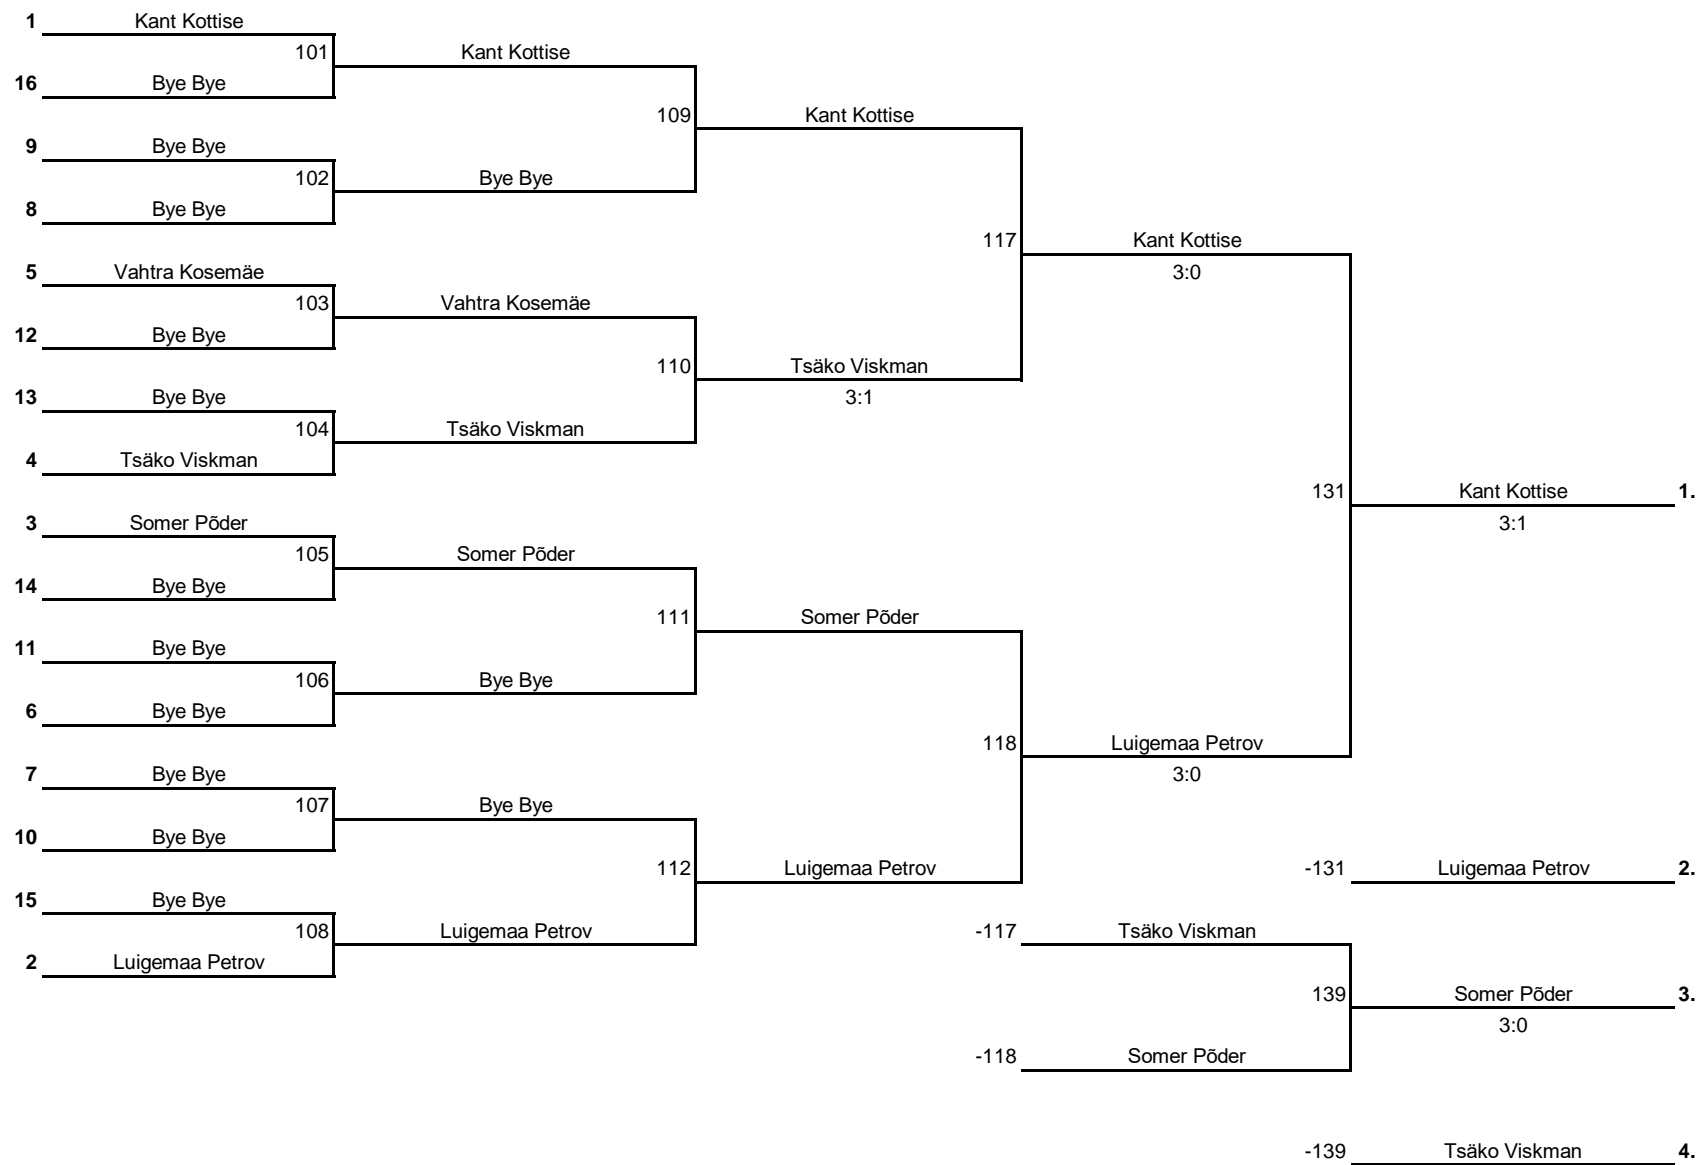 1 Kant Kottise
101 Kant Kottise
16 Bye Bye
109 Kant Kottise
9 Bye Bye
102 Bye Bye
8 Bye Bye
117 Kant Kottise
3:0
5 Vahtra Kosemäe
103 Vahtra Kosemäe
12 Bye Bye
110 Tsäko Viskman
3:1
13 Bye Bye
104 Tsäko Viskman
4 Tsäko Viskman
131 Kant Kottise 1.
3:1
3 Somer Põder
105 Somer Põder
14 Bye Bye
111 Somer Põder
11 Bye Bye
106 Bye Bye
6 Bye Bye
118 Luigemaa Petrov
3:0
7 Bye Bye
107 Bye Bye
10 Bye Bye
112 Luigemaa Petrov
-131 Luigemaa Petrov 2.
15 Bye Bye
108 Luigemaa Petrov
-117 Tsäko Viskman
2 Luigemaa Petrov
139 Somer Põder 3.
3:0
-118 Somer Põder
-139 Tsäko Viskman 4.